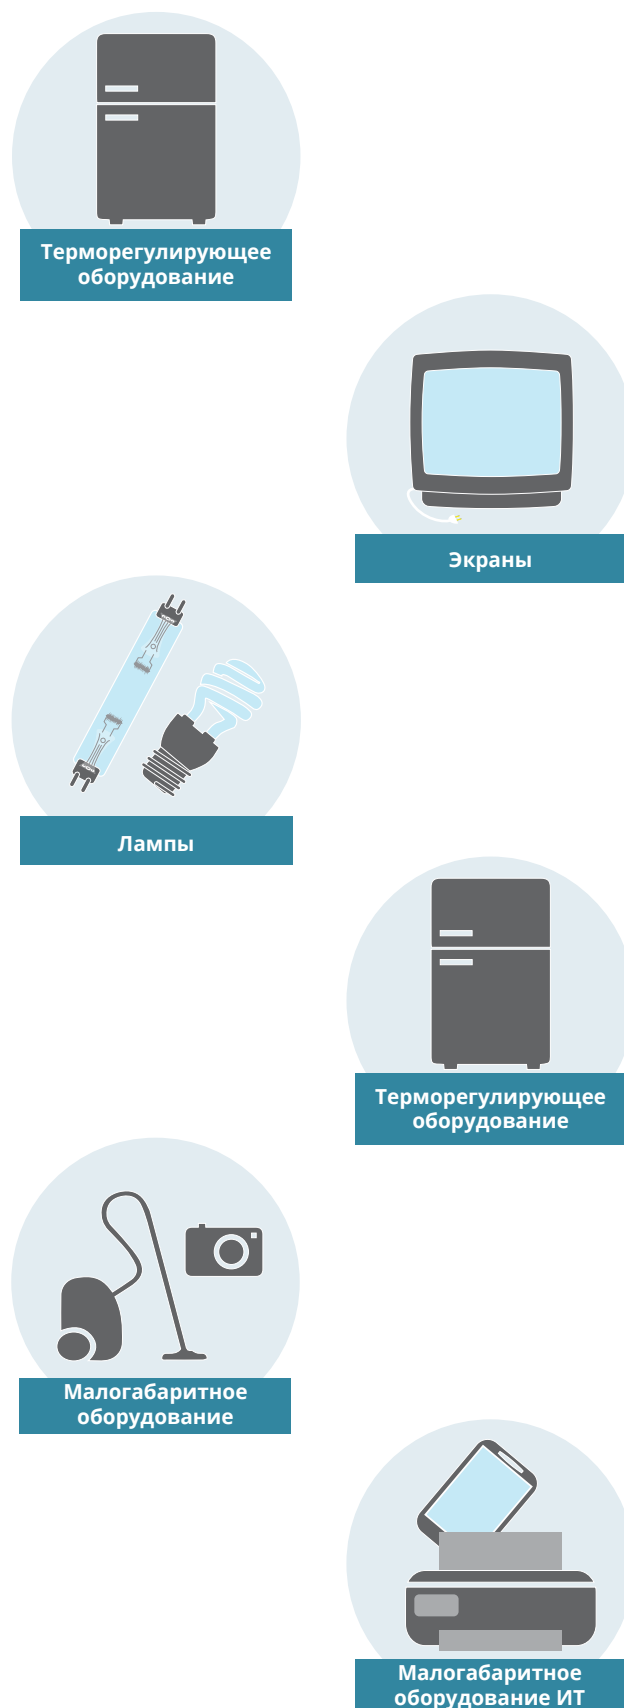 Терморегулирующее
оборудование
Экраны
Лампы
Терморегулирующее
оборудование
Малогабаритное
оборудование
Малогабаритное
оборудование ИТ